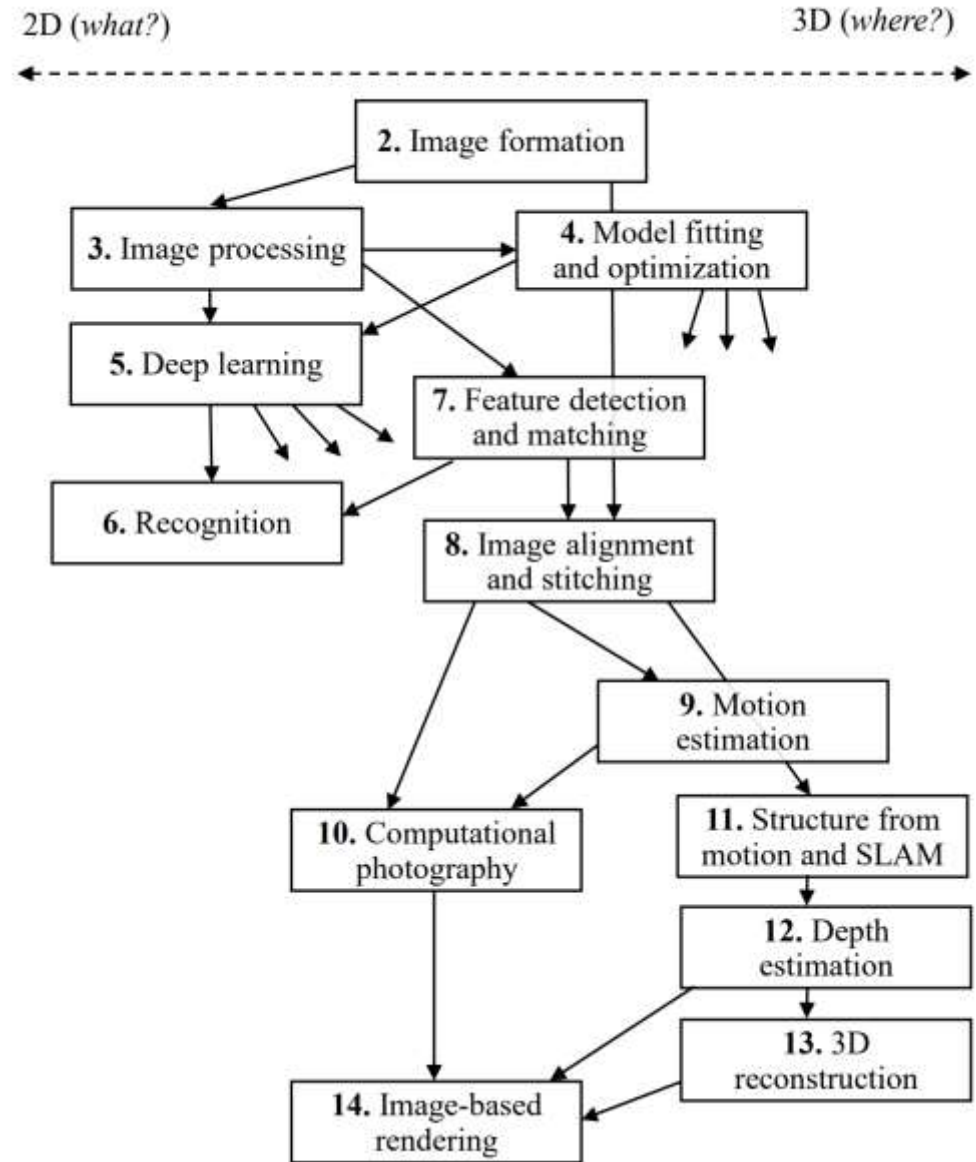 2D (what?)
3D (where?)
2. Image formation
3. Image processing
4. Model fitting
and optimization
5. Deep learning
7. Feature detection
and matching
6. Recognition
8. Image alignment
and stitching
9. Motion
estimation
10. Computational
photography
11. Structure from
motion and SLAM
12. Depth
estimation
13. 3D
reconstruction
14. Image-based
rendering